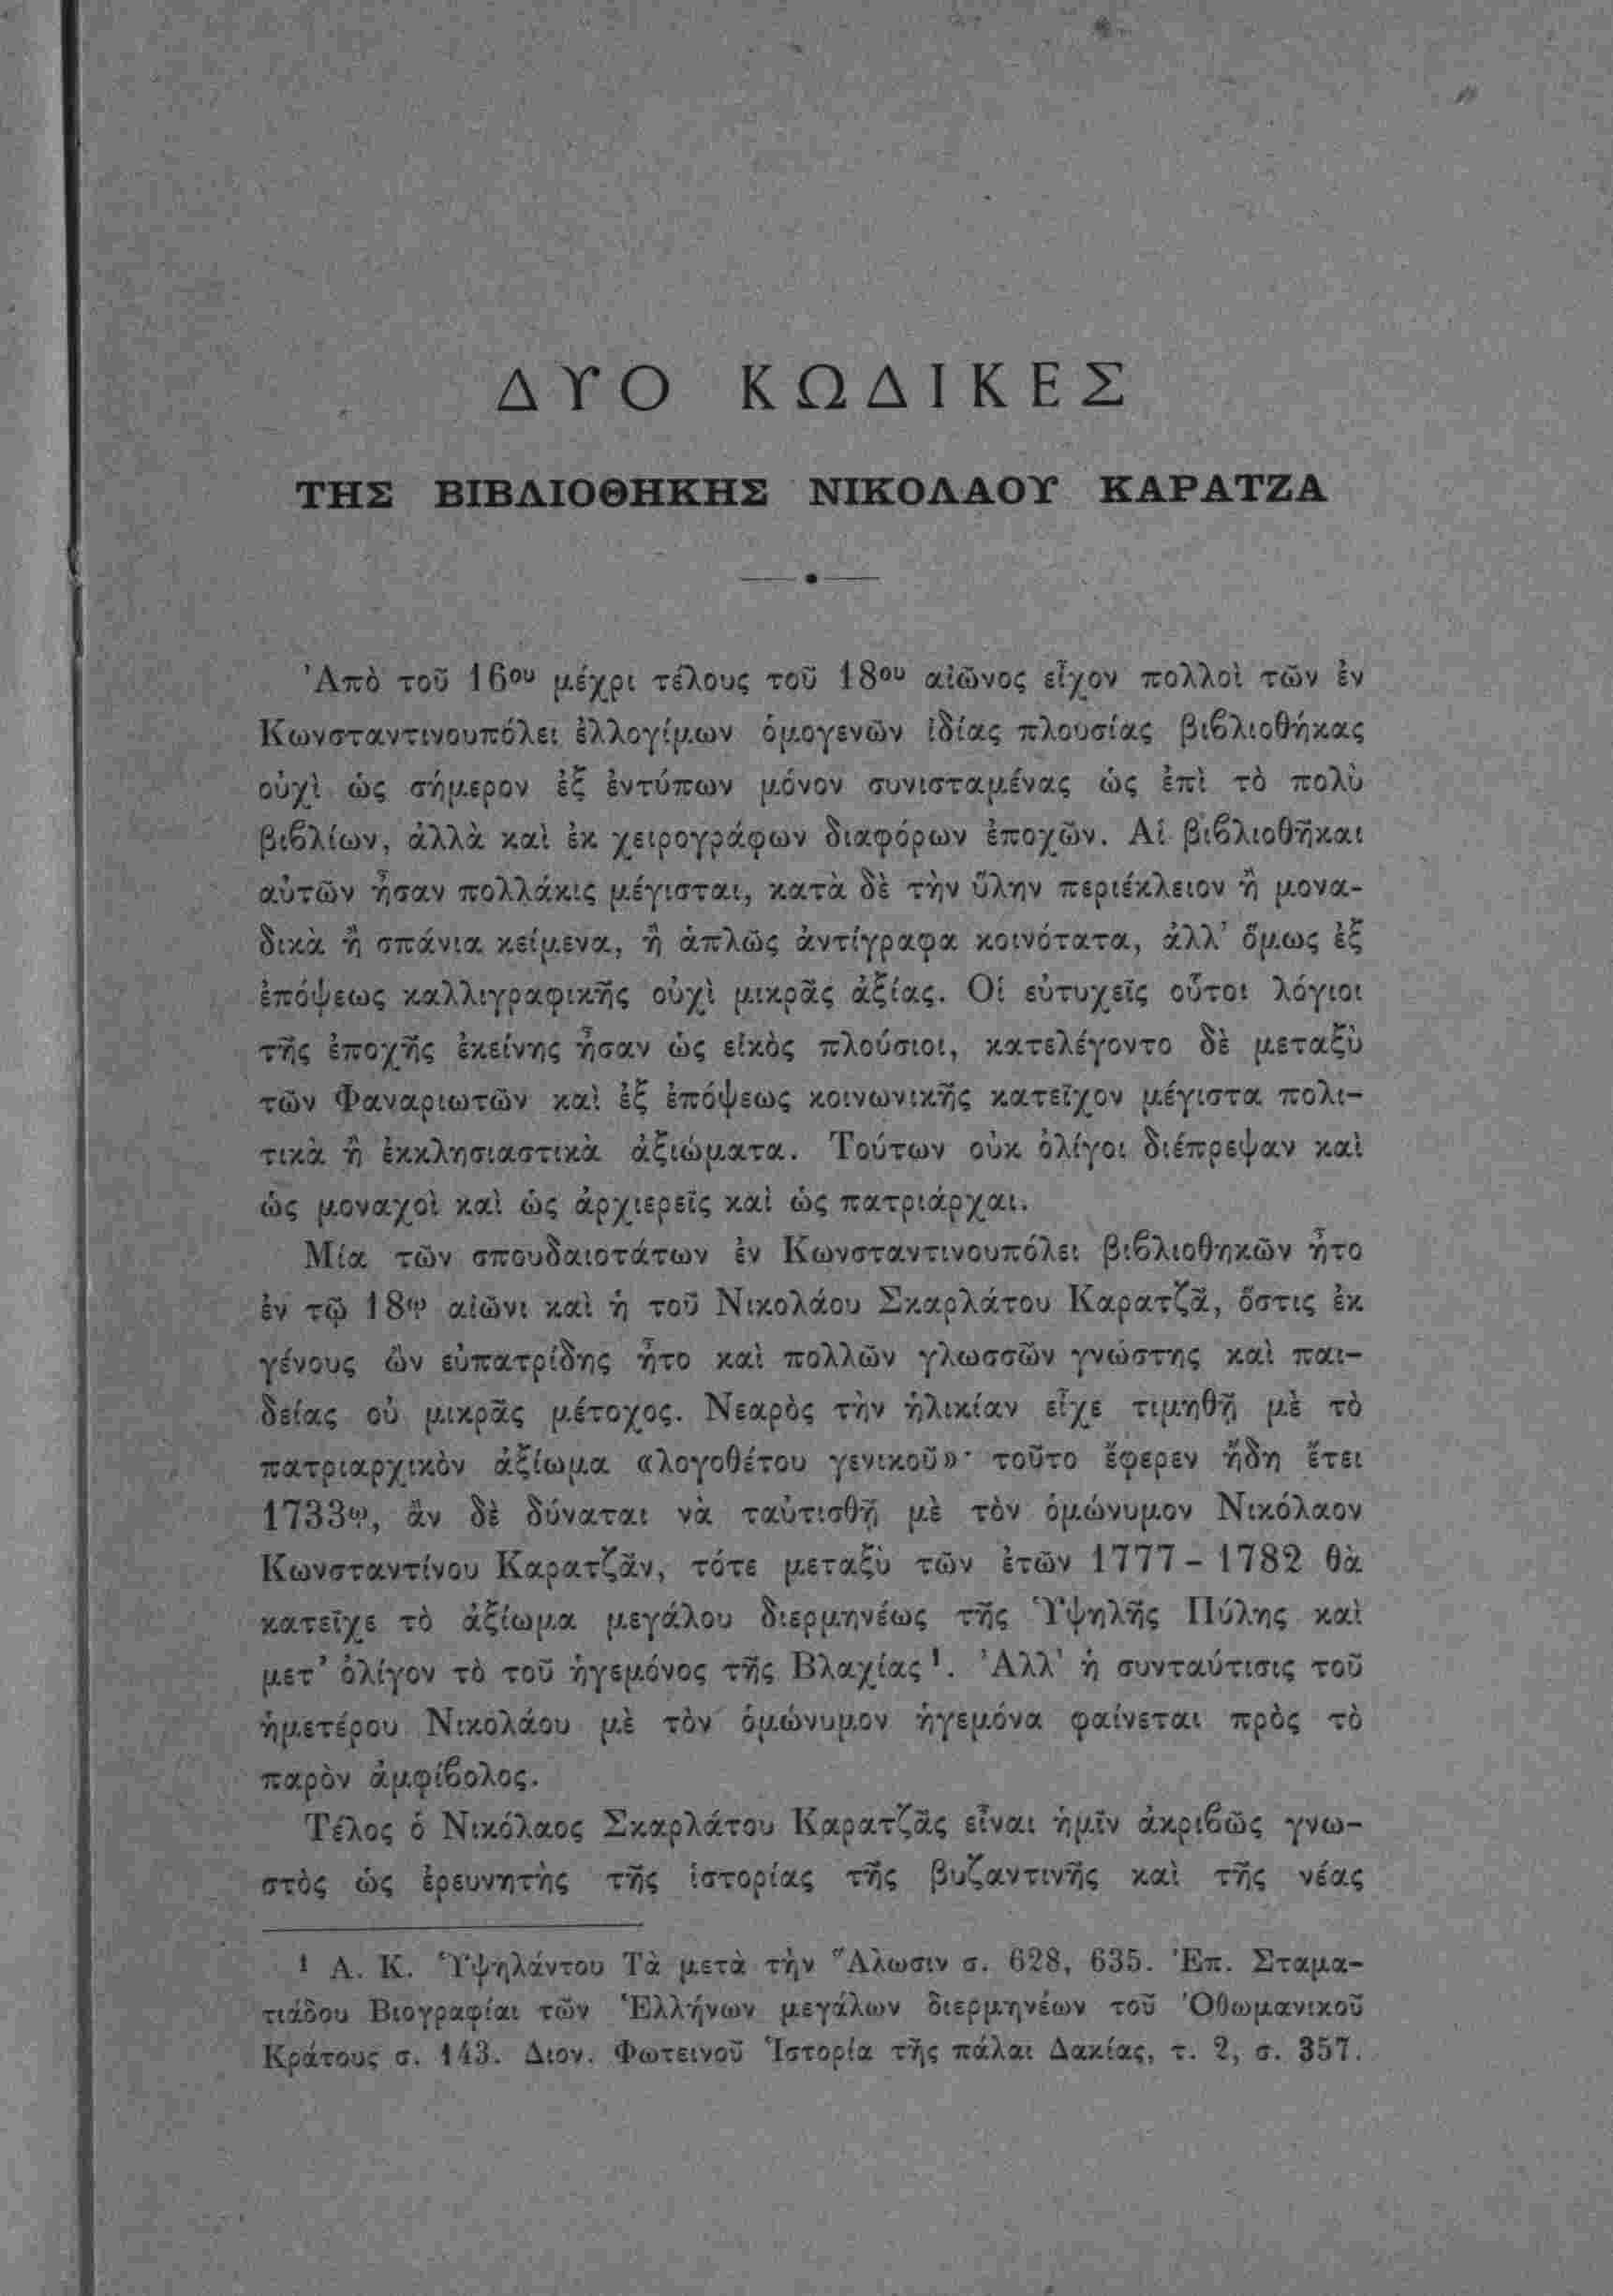 ΔΥΟ ΚΩΔΙΚΕΣ
ΤΗΣ ΒΙΒΛΙΟΘΗΚΗΣ ΝΙΚΟΛΑΟΥ ΚΑΡΑΤΖΑ
Ἀπὸ τοῦ 16ου μέχρι τέλους τοῦ 18ου αἰῶνος εἶχον πολλοὶ τῶν ἐν
Κωνσταντινουπόλει ἐλλογίμων ὁμογενῶν ἰδίας πλουσίας βιϐλιοθήκας
οὐχὶ ὡς σήμερον ἐξ ἐντύπων μόνον συνισταμένας ὡς ἐπὶ τὸ πολὺ
βιϐλίων, ἀλλὰ καὶ ἐκ χειρογράφων διαφόρων ἐποχῶν. Αἱ βιϐλιοθῆκαι
αὐτῶν ἦσαν πολλάκις μέγισται, κατὰ δὲ τὴν ὕλην περιέκλειον ἢ μονα-
δικὰ ἢ σπάνια κείμενα, ἢ ἁπλῶς ἀντίγραφα κοινότατα, ἀλλ’ ὅμως ἐξ
ἐπόψεως καλλιγραφικῆς οὐχὶ μικρᾶς ἀξίας. Οἱ εὐτυχεῖς οὗτοι λόγιοι
τῆς ἐποχῆς ἐκείνης ἦσαν ὡς εἰκὸς πλούσιοι, κατελέγοντο δὲ μεταξὺ
τῶν Φαναριωτῶν καὶ ἐξ ἐπόψεως κοινωνικῆς κατεῖχον μέγιστα πολι-
τικὰ ἢ ἐκκλησιαστικὰ ἀξιώματα. Τούτων οὐκ ὀλίγοι διέπρεψαν καὶ
ὡς μοναχοὶ καὶ ὡς ἀρχιερεῖς καὶ ὡς πατριάρχαι.
Μία τῶν σπουδαιοτάτων ἐν Κωνσταντινουπόλει βιϐλιοθηκῶν ἦτο
ἐν τῷ 18ῳ αἰῶνι καὶ ἡ τοῦ Νικολάου Σκαρλάτου Καρατζᾶ, ὅστις ἐκ
γένους ὢν εὐπατρίδης ἦτο καὶ πολλῶν γλωσσῶν γνώστης καὶ παι-
δείας οὐ μικρᾶς μέτοχος. Νεαρὸς τὴν ἡλικίαν εἶχε τιμηθῆ μὲ τὸ
πατριαρχικὸν ἀξίωμα «λογοθέτου γενικοῦ»· τοῦτο ἔφερεν ἤδη ἔτει
1733ῳ, ἂν δὲ δύναται νὰ ταὐτισθῇ μὲ τὸν ὁμώνυμον Νικόλαον
Κωνσταντίνου Καρατζᾶν, τότε μεταξὺ τῶν ἐτῶν 1777 - 1782 θὰ
κατεῖχε τὸ ἀξίωμα μεγάλου διερμηνέως τῆς Ὑψηλῆς Πύλης καὶ
μετ’ ὀλίγον τὸ τοῦ ἡγεμόνος τῆς Βλαχίας¹. Ἀλλ’ ἡ συνταύτισις τοῦ
ἡμετέρου Νικολάου μὲ τὸν ὁμώνυμον ἡγεμόνα φαίνεται πρὸς τὸ
παρὸν ἀμφίϐολος.
Τέλος ὁ Νικόλαος Σκαρλάτου Καρατζᾶς εἶναι ἡμῖν ἀκριϐῶς γνω-
στὸς ὡς ἐρευνητὴς τῆς ἱστορίας τῆς βυζαντινῆς καὶ τῆς νέας
¹ Α. Κ. Ὑψηλάντου Τὰ μετὰ τὴν Ἅλωσιν σ. 628, 635. Ἐπ. Σταμα-
τιάδου Βιογραφίαι τῶν Ἑλλήνων μεγάλων διερμηνέων τοῦ Ὀθωμανικοῦ
Κράτους σ. 143. Διον. Φωτεινοῦ Ἱστορία τῆς πάλαι Δακίας, τ. 2, σ. 357.